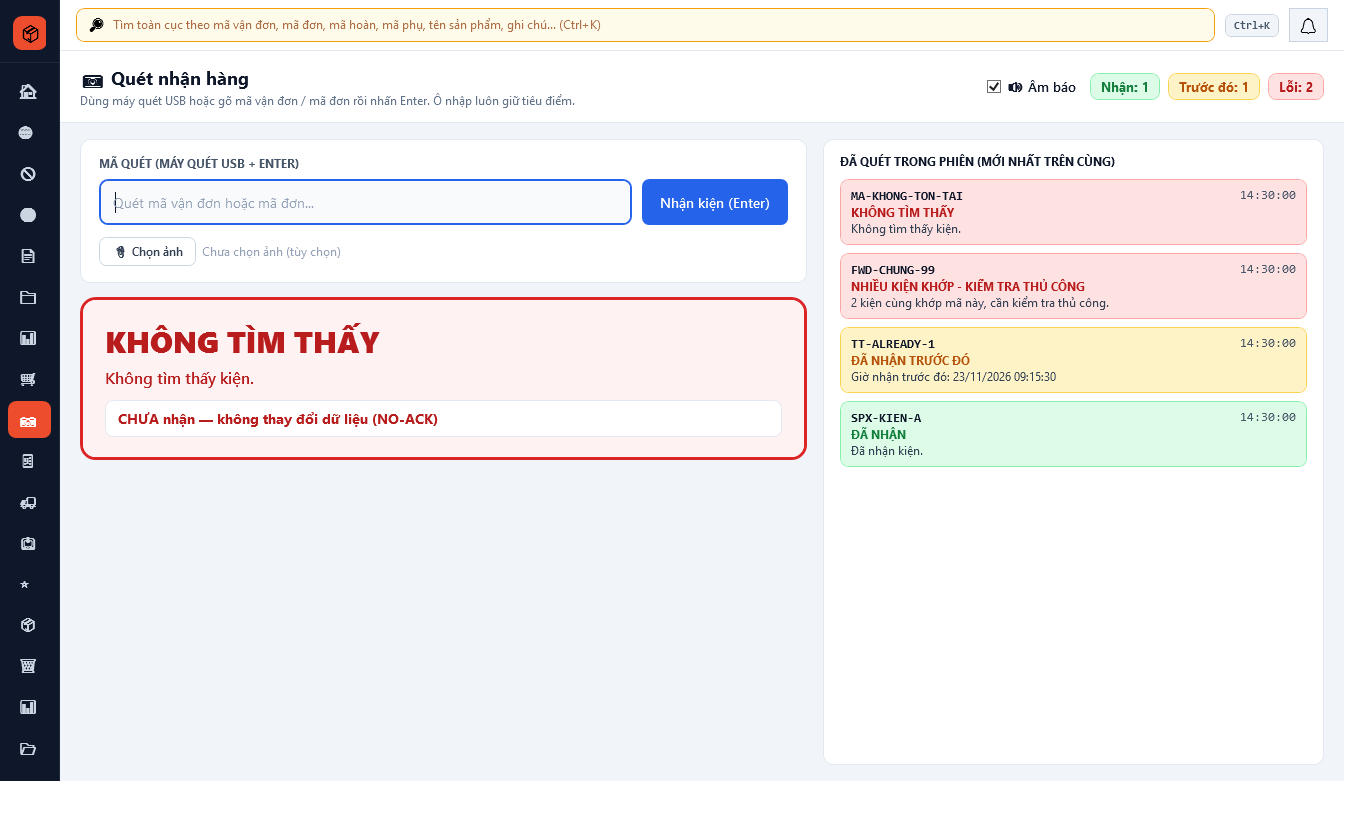 Tìm toàn cục theo mã vận đơn, mã đơn, mã hoàn, mã phụ, tên sản phẩm, ghi chú... (Ctrl+K)
Ctrl+K
Quét nhận hàng
Dùng máy quét USB hoặc gõ mã vận đơn / mã đơn rồi nhấn Enter. Ô nhập luôn giữ tiêu điểm.
Âm báo
Nhận: 1
Trước đó: 1
Lỗi: 2
MÃ QUÉT (MÁY QUÉT USB + ENTER)
Quét mã vận đơn hoặc mã đơn...
Nhận kiện (Enter)
Chọn ảnh
Chưa chọn ảnh (tùy chọn)
KHÔNG TÌM THẤY
Không tìm thấy kiện.
CHƯA nhận — không thay đổi dữ liệu (NO-ACK)
ĐÃ QUÉT TRONG PHIÊN (MỚI NHẤT TRÊN CÙNG)
MA-KHONG-TON-TAI 14:30:00
KHÔNG TÌM THẤY
Không tìm thấy kiện.
FWD-CHUNG-99 14:30:00
NHIỀU KIỆN KHỚP - KIỂM TRA THỦ CÔNG
2 kiện cùng khớp mã này, cần kiểm tra thủ công.
TT-ALREADY-1 14:30:00
ĐÃ NHẬN TRƯỚC ĐÓ
Giờ nhận trước đó: 23/11/2026 09:15:30
SPX-KIEN-A 14:30:00
ĐÃ NHẬN
Đã nhận kiện.